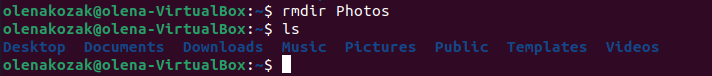 olenakozak@olena-VirtualBox:~$ rmdir Photos
olenakozak@olena-VirtualBox:~$ ls
Desktop  Documents  Downloads  Music  Pictures  Public  Templates  Videos
olenakozak@olena-VirtualBox:~$